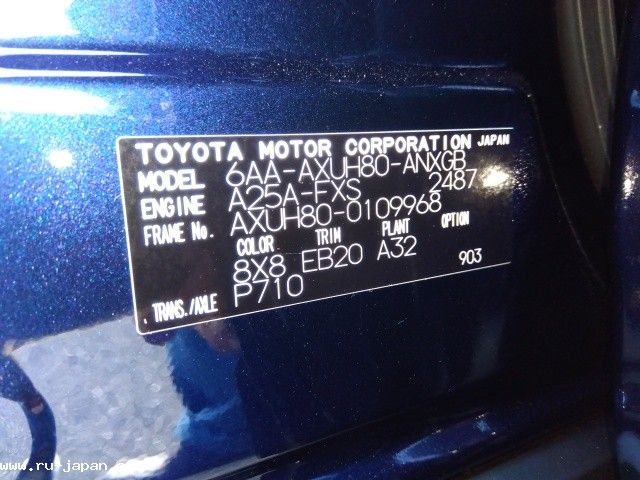 TOYOTA MOTOR CORPORATION JAPAN
MODEL 6AA-AXUH80-ANXGB
ENGINE A25A-FXS 2487
FRAME No. AXUH80-0109968
COLOR TRIM PLANT OPTION
8X8 EB20 A32
TRANS./AXLE P710 903
www.ru-japan.